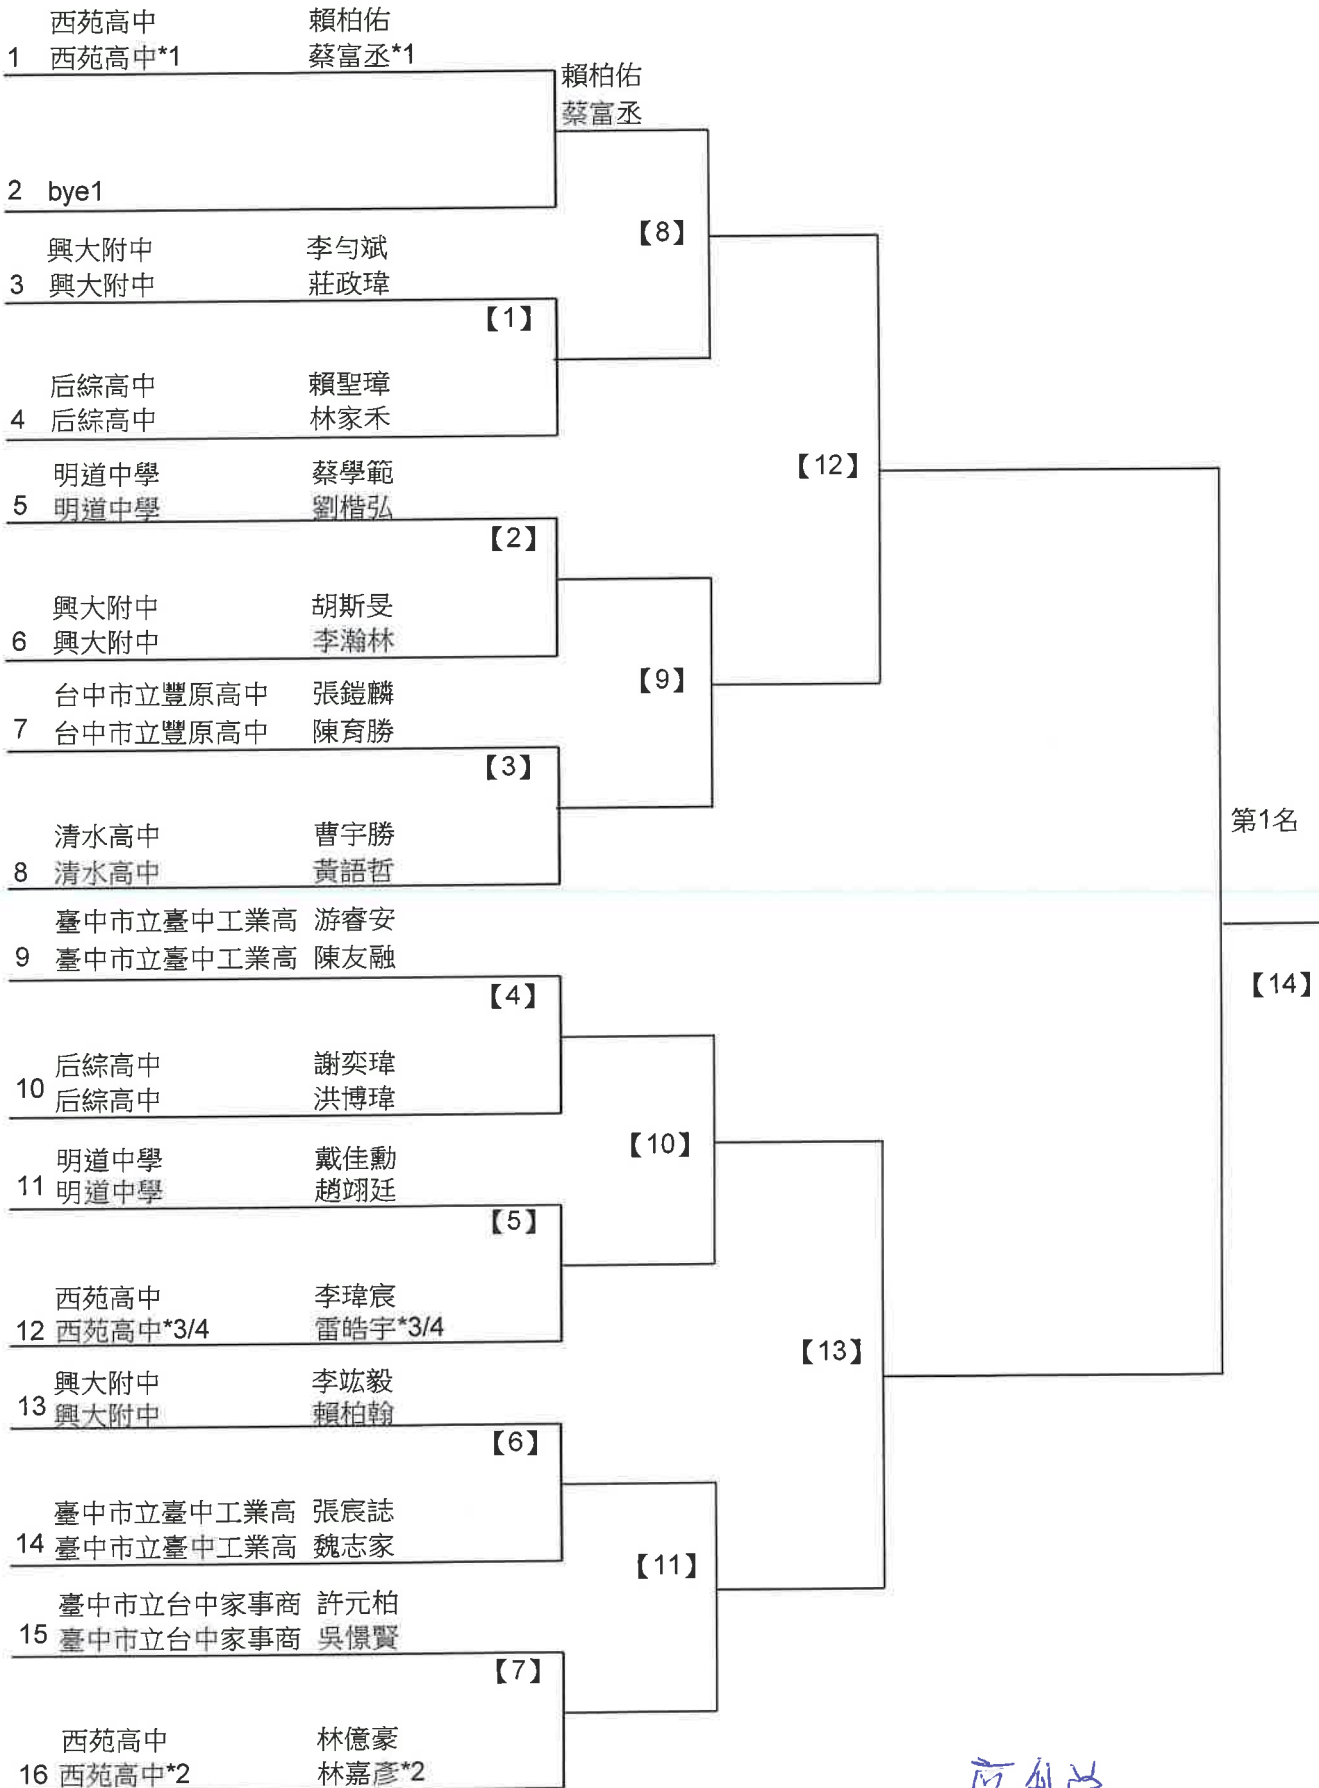 西苑高中 賴柏佑
1 西苑高中*1 蔡富丞*1
賴柏佑
蔡富丞
2 bye1
【8】
興大附中 李勻斌
3 興大附中 莊政瑋
【1】
后綜高中 賴聖璋
4 后綜高中 林家禾
【12】
明道中學 蔡學範
5 明道中學 劉楷弘
【2】
興大附中 胡斯旻
6 興大附中 李瀚林
【9】
台中市立豐原高中 張鎧麟
7 台中市立豐原高中 陳育勝
【3】
第1名
清水高中 曹宇勝
8 清水高中 黃語哲
臺中市立臺中工業高 游睿安
9 臺中市立臺中工業高 陳友融
【4】
【14】
后綜高中 謝奕瑋
10 后綜高中 洪博瑋
【10】
明道中學 戴佳勳
11 明道中學 趙翊廷
【5】
西苑高中 李瑋宸
12 西苑高中*3/4 雷皓宇*3/4
【13】
興大附中 李竑毅
13 興大附中 賴柏翰
【6】
臺中市立臺中工業高 張宸誌
14 臺中市立臺中工業高 魏志家
【11】
臺中市立台中家事商 許元柏
15 臺中市立台中家事商 吳憬賢
【7】
西苑高中 林億豪
16 西苑高中*2 林嘉彥*2